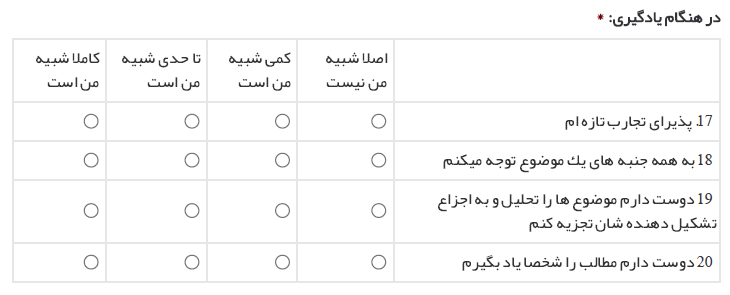 در هنگام یادگیری: *
اصلا شبیه من نیست
کمی شبیه من است
تا حدی شبیه من است
کاملا شبیه من است
17. پذیرای تجارب تازه ام
18 به همه جنبه های یك موضوع توجه میكنم
19 دوست دارم موضوع ها را تحلیل و به اجزاع
تشکیل دهنده شان تجزیه کنم
20 دوست دارم مطالب را شخصا یاد بگیرم